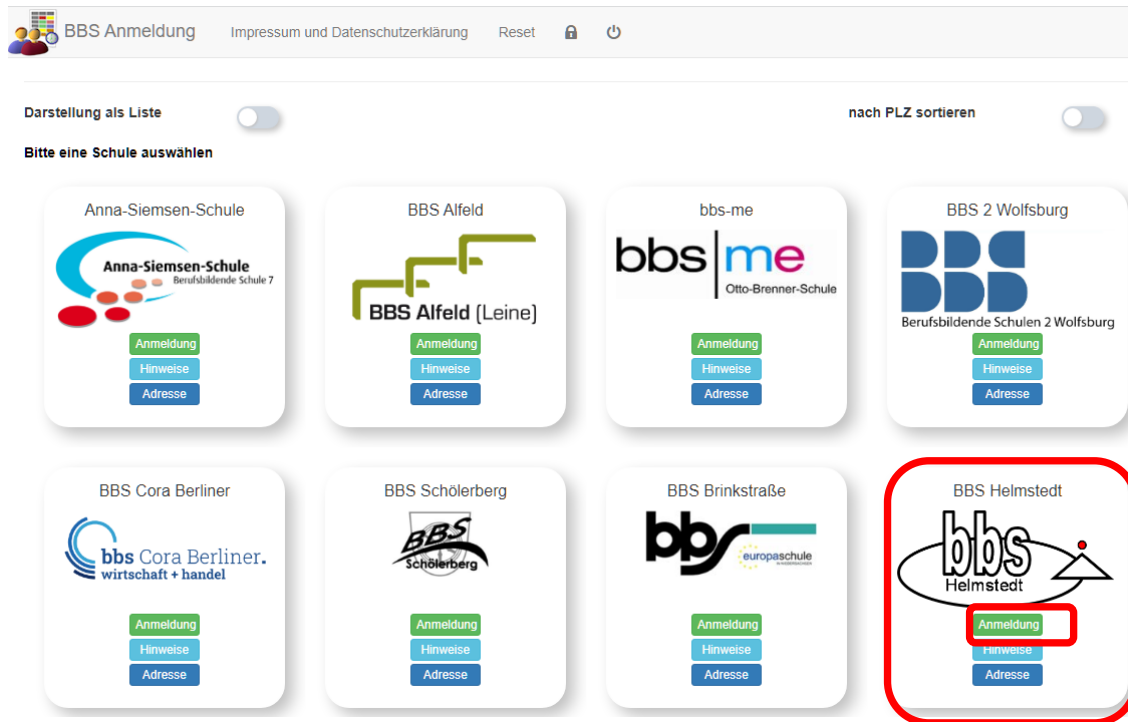 BBS Anmeldung Impressum und Datenschutzerklärung Reset
Darstellung als Liste nach PLZ sortieren
Bitte eine Schule auswählen
Anna-Siemsen-Schule
Anna-Siemsen-Schule
Berufsbildende Schule 7
Anmeldung
Hinweise
Adresse
BBS Alfeld
BBS Alfeld (Leine)
Anmeldung
Hinweise
Adresse
bbs-me
bbs me
Otto-Brenner-Schule
Anmeldung
Hinweise
Adresse
BBS 2 Wolfsburg
BBS
BBS
Berufsbildende Schulen 2 Wolfsburg
Anmeldung
Hinweise
Adresse
BBS Cora Berliner
bbs Cora Berliner.
wirtschaft + handel
Anmeldung
Hinweise
Adresse
BBS Schölerberg
BBS
Schölerberg
Anmeldung
Hinweise
Adresse
BBS Brinkstraße
bbs
europaschule
Anmeldung
Hinweise
Adresse
BBS Helmstedt
bbs
Helmstedt
Anmeldung
Hinweise
Adresse